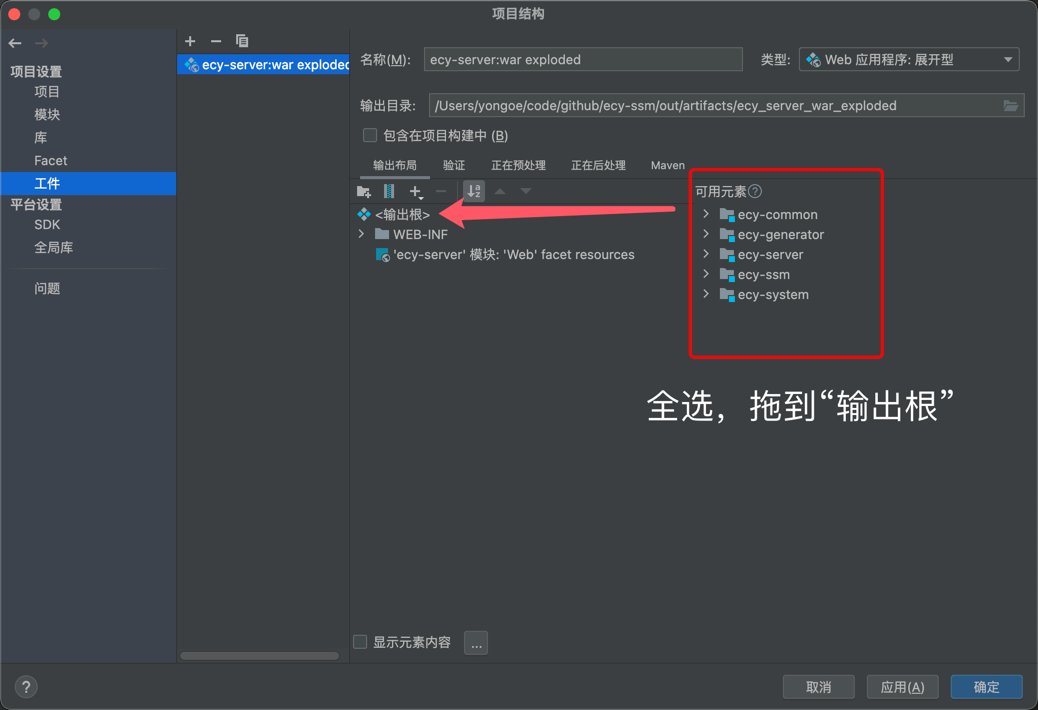 项目结构
项目设置
项目
模块
库
Facet
工件
平台设置
SDK
全局库
问题
ecy-server:war exploded
名称(M):
ecy-server:war exploded
类型:
Web 应用程序: 展开型
输出目录:
/Users/yongoe/code/github/ecy-ssm/out/artifacts/ecy_server_war_exploded
包含在项目构建中 (B)
输出布局
验证
正在预处理
正在后处理
Maven
<输出根>
WEB-INF
'ecy-server' 模块: 'Web' facet resources
可用元素?
ecy-common
ecy-generator
ecy-server
ecy-ssm
ecy-system
全选，拖到“输出根”
显示元素内容
...
?
取消
应用(A)
确定